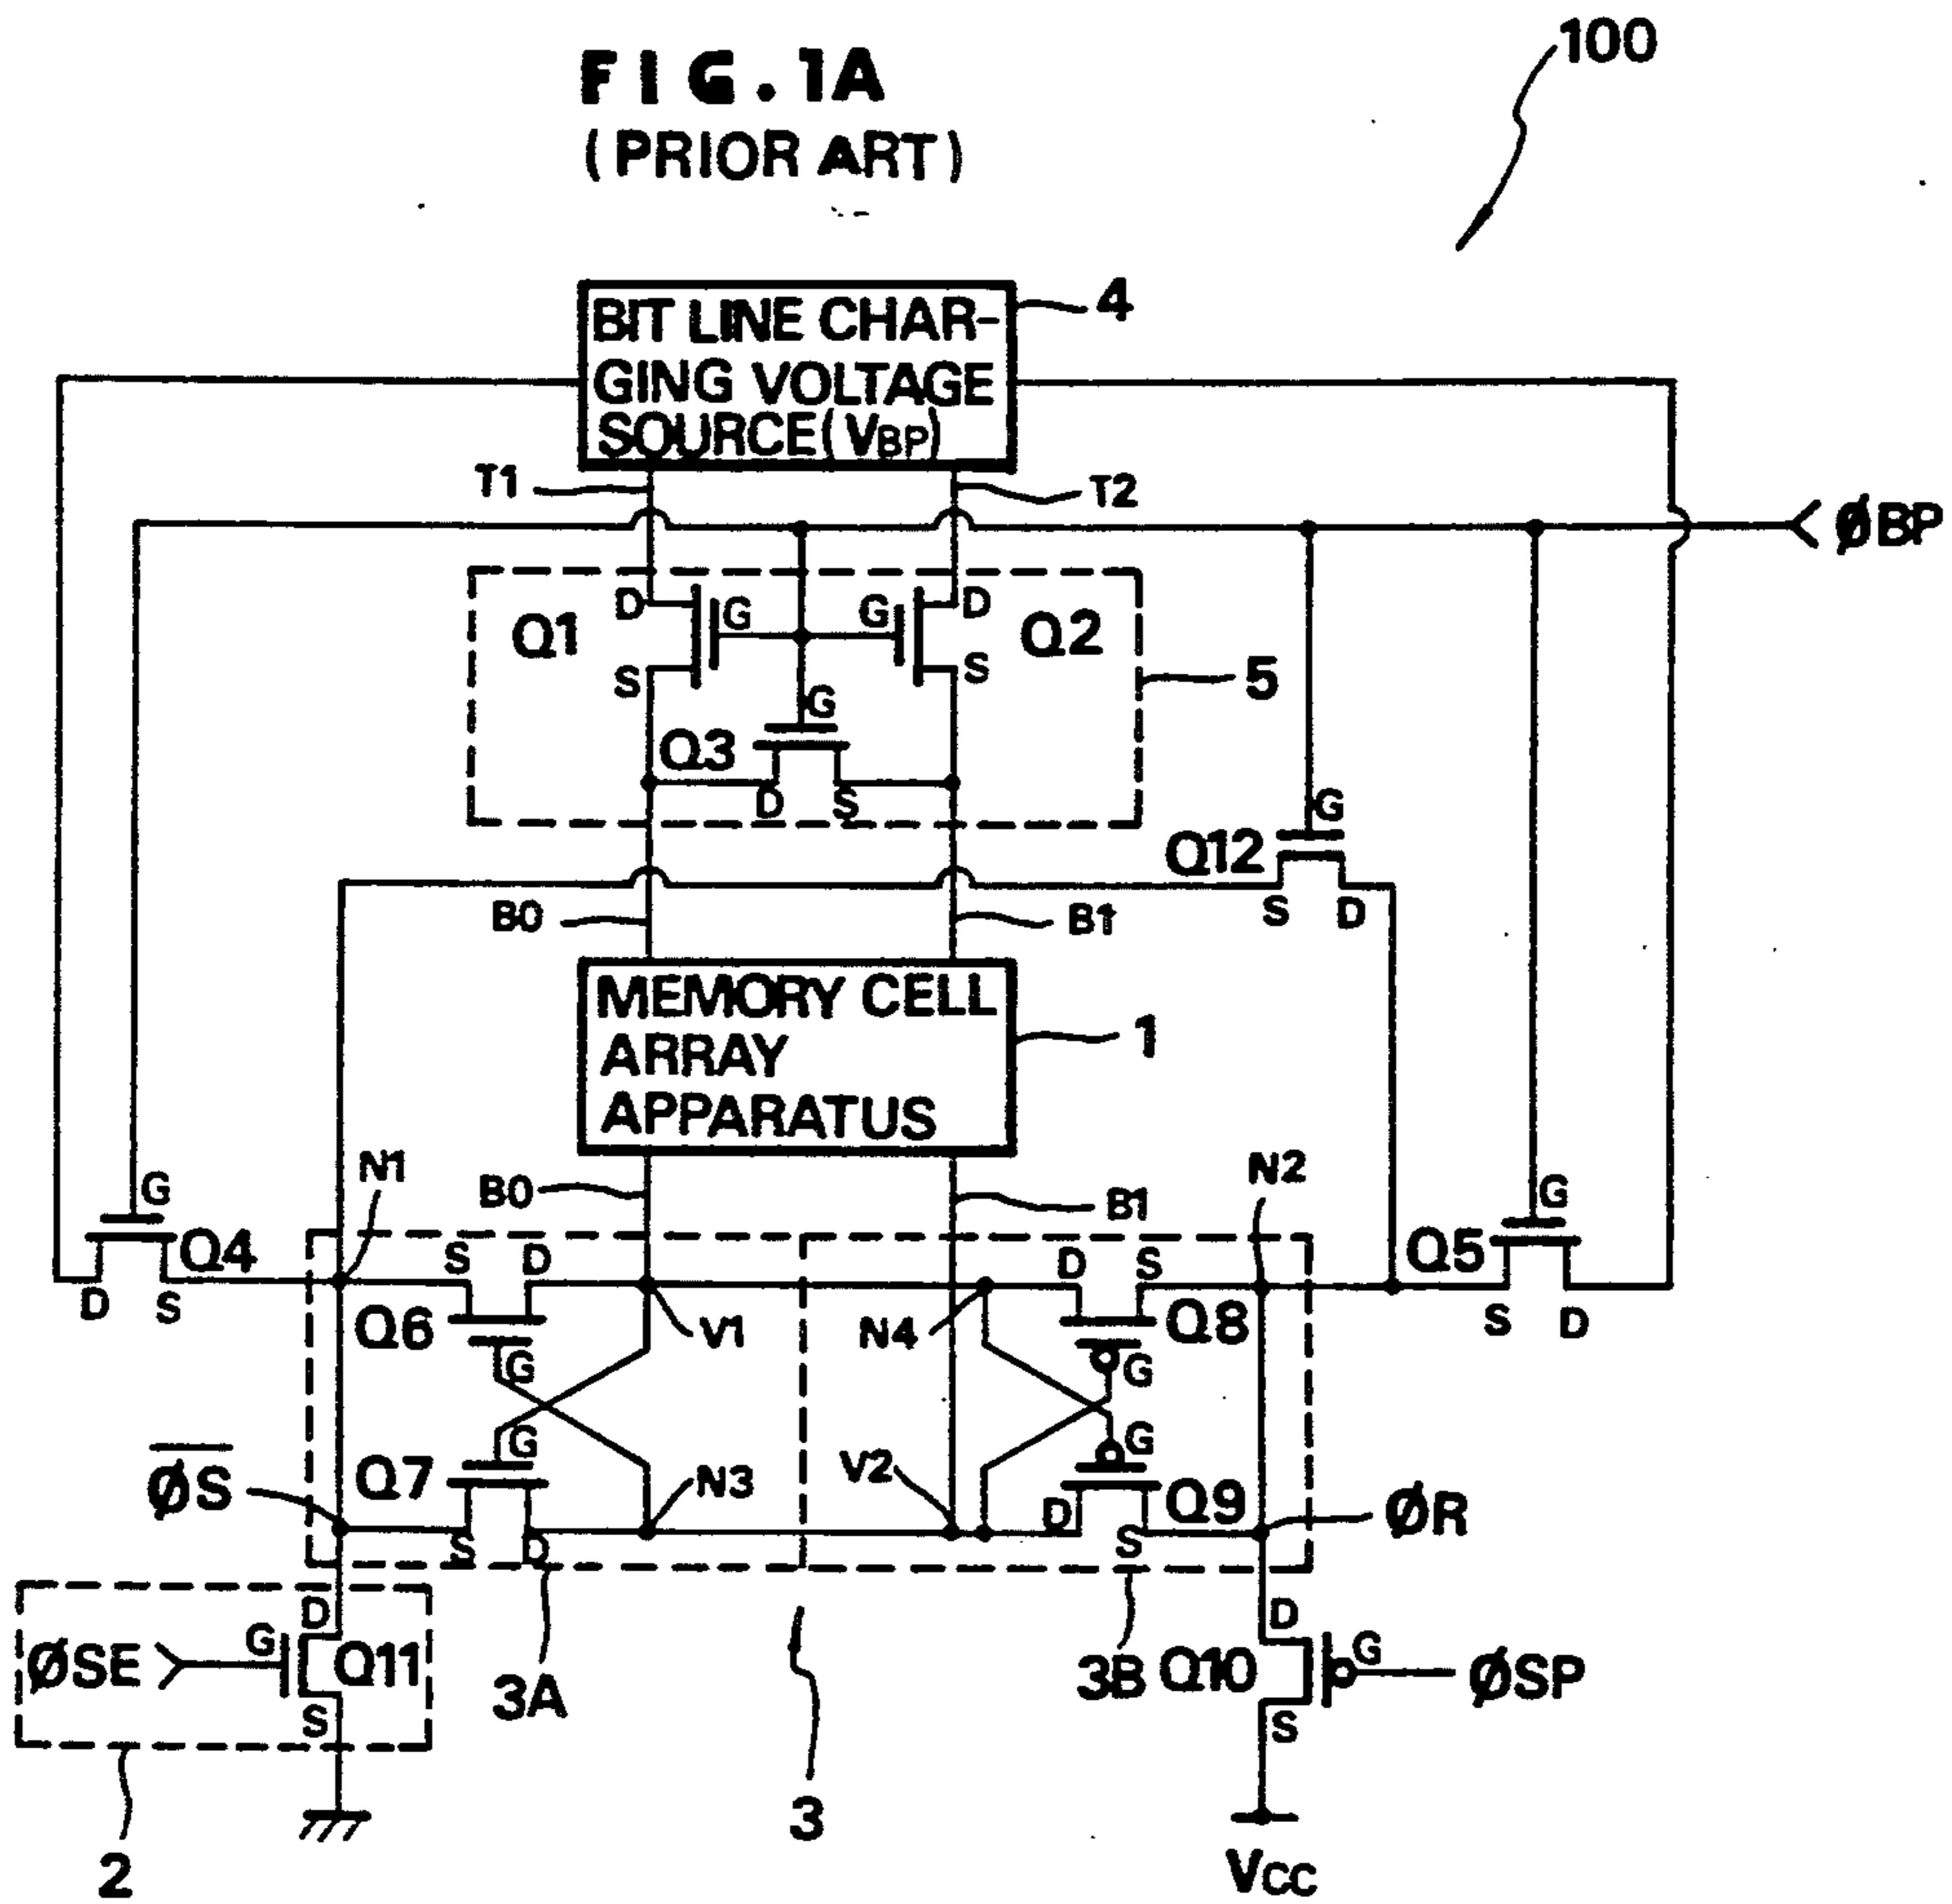 FIG.1A
(PRIOR ART)
100
BIT LINE CHAR-
GING VOLTAGE
SOURCE(VBP)
4
T1
T2
ØBP
D
G
G
D
Q1
Q2
S
S
5
G
Q3
D
S
G
Q12
S
D
B0
B1
MEMORY CELL
ARRAY
APPARATUS
1
N1
B0
B1
N2
G
Q4
D
S
S
D
D
S
G
Q5
S
D
Q6
G
V1
N4
Q8
G
G
Q7
S
D
N3
V2
G
Q9
D
S
Ø̅S̅
ØR
ØSE
G
D
Q11
S
3A
3B
D
Q10
G
S
ØSP
2
3
VCC